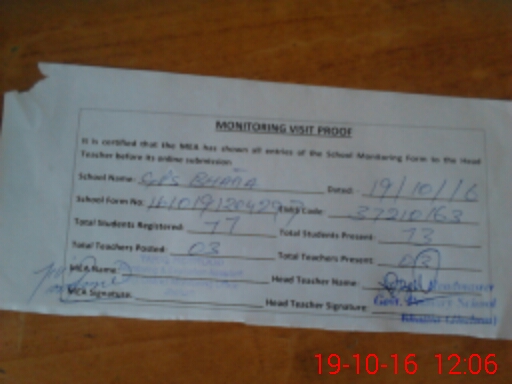 MONITORING VISIT PROOF
It is certified that the MEA has shown all entries of the School Monitoring Form to the Head
Teacher before its online submission
School Name: GPS Dated: 19/10/16
School Form No. Code: 37210163
Total Students Registered: 77 Total Students Present: 73
Total Teachers Posted: 03 Total Teachers Present: 03
MEA Name: Head Teacher Name:
MEA Signature: Head Teacher Signature:
Govt. Primary School
19-10-16 12:06